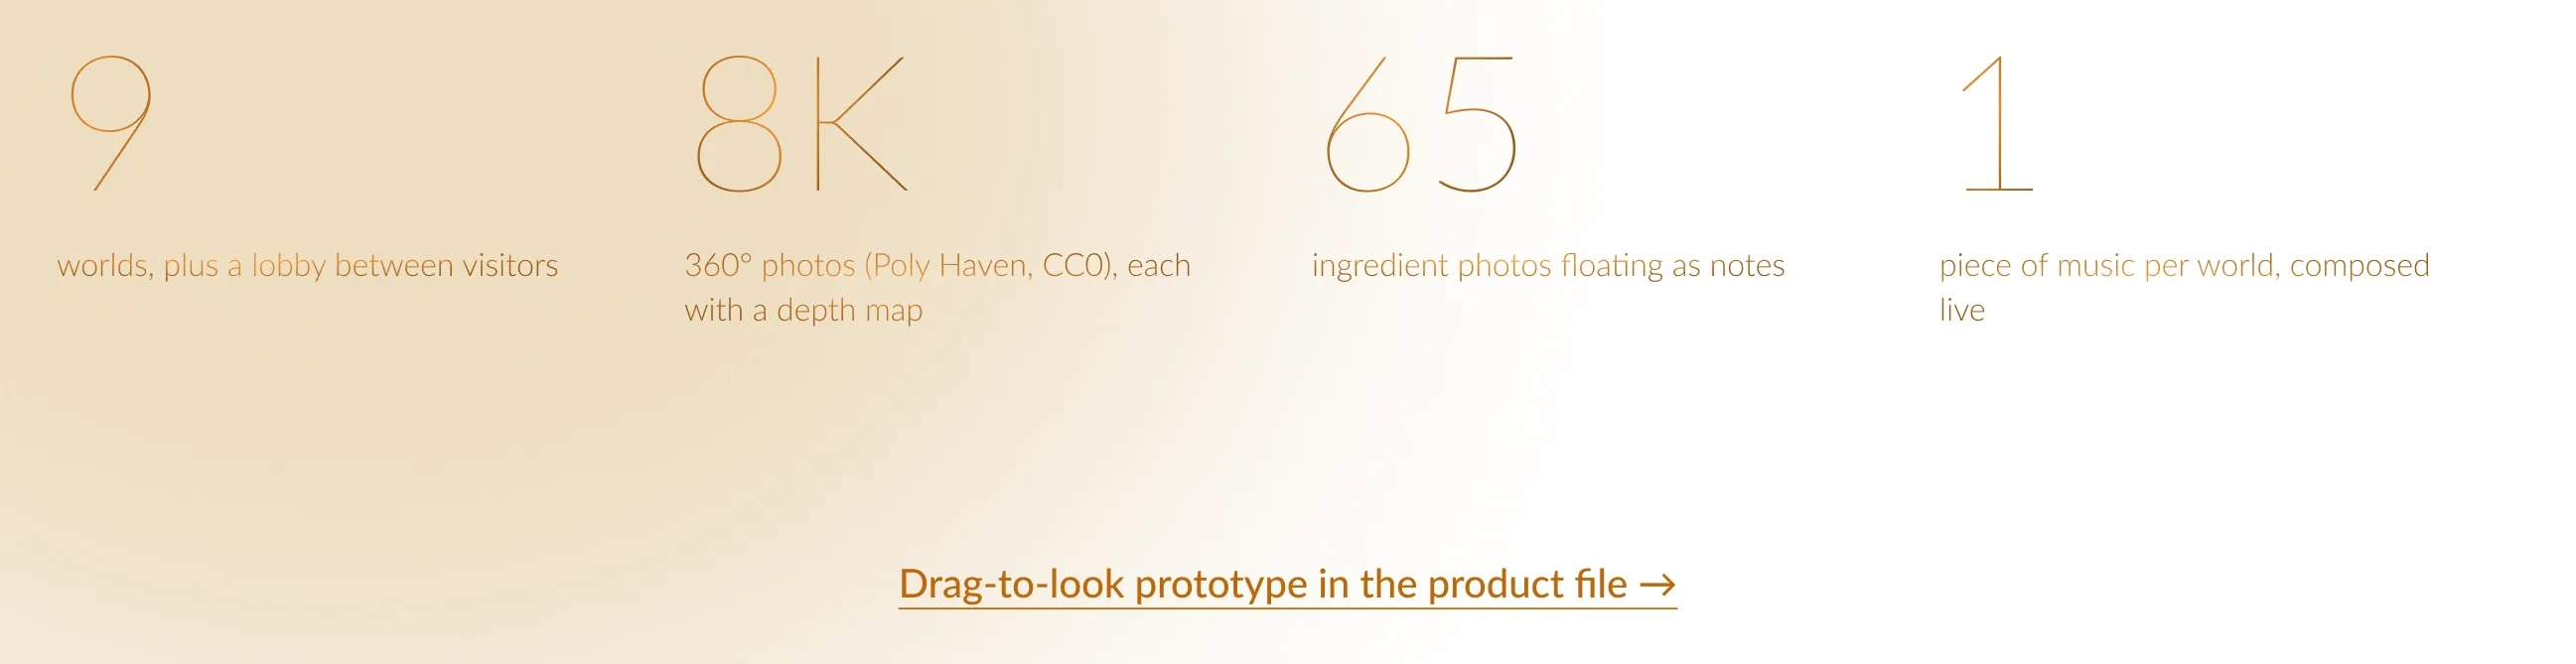 9
worlds, plus a lobby between visitors
8K
360° photos (Poly Haven, CC0), each
with a depth map
65
ingredient photos floating as notes
1
piece of music per world, composed
live
Drag-to-look prototype in the product file →